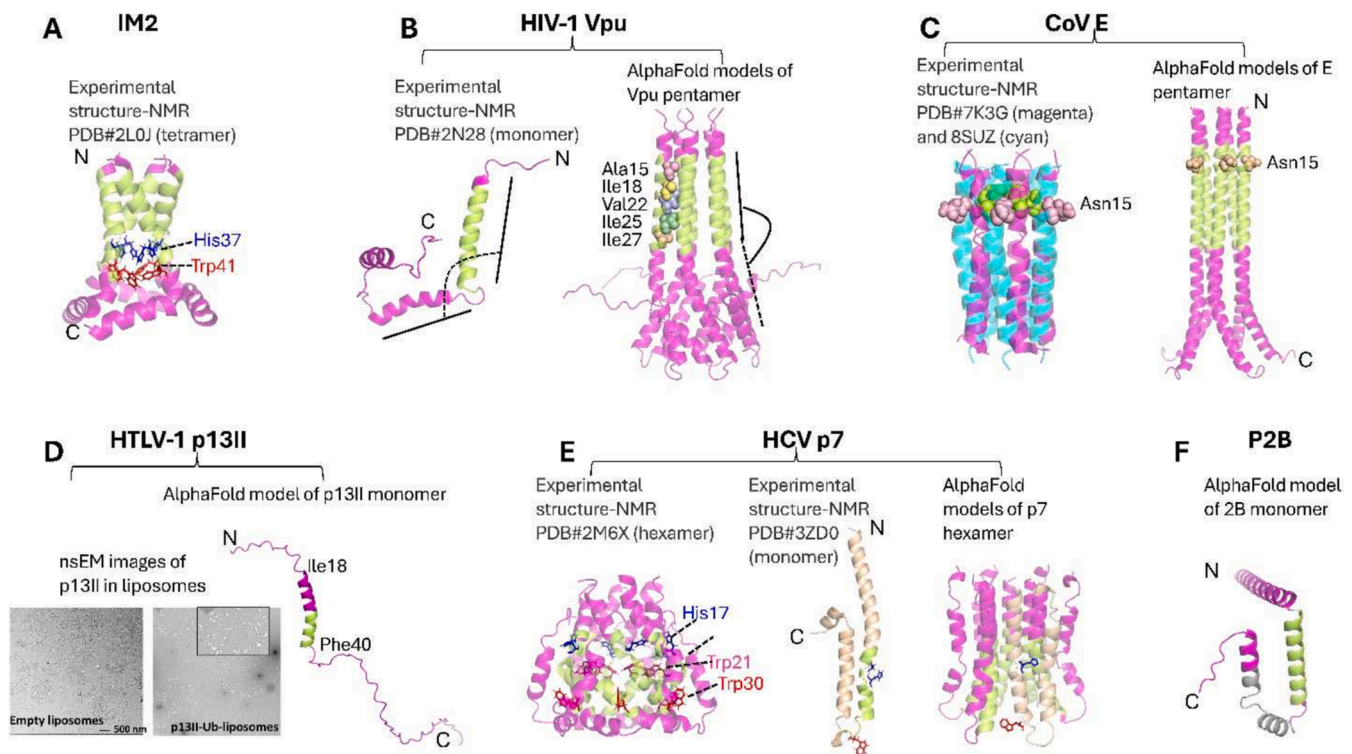 A
IM2
Experimental
structure-NMR
PDB#2L0J (tetramer)
N
His37
Trp41
C
B
HIV-1 Vpu
Experimental
structure-NMR
PDB#2N28 (monomer)
N
C
AlphaFold models of
Vpu pentamer
Ala15
Ile18
Val22
Ile25
Ile27
C
CoV E
Experimental
structure-NMR
PDB#7K3G (magenta)
and 8SUZ (cyan)
Asn15
AlphaFold models of E
pentamer
N
Asn15
C
D
HTLV-1 p13II
AlphaFold model of p13II monomer
nsEM images of
p13II in liposomes
Empty liposomes
500 nm
p13II-Ub-liposomes
N
Ile18
Phe40
C
E
HCV p7
Experimental
structure-NMR
PDB#2M6X (hexamer)
His17
Trp21
Trp30
Experimental
structure-NMR
PDB#3ZD0
(monomer)
N
C
AlphaFold
models of p7
hexamer
F
P2B
AlphaFold model
of 2B monomer
N
C